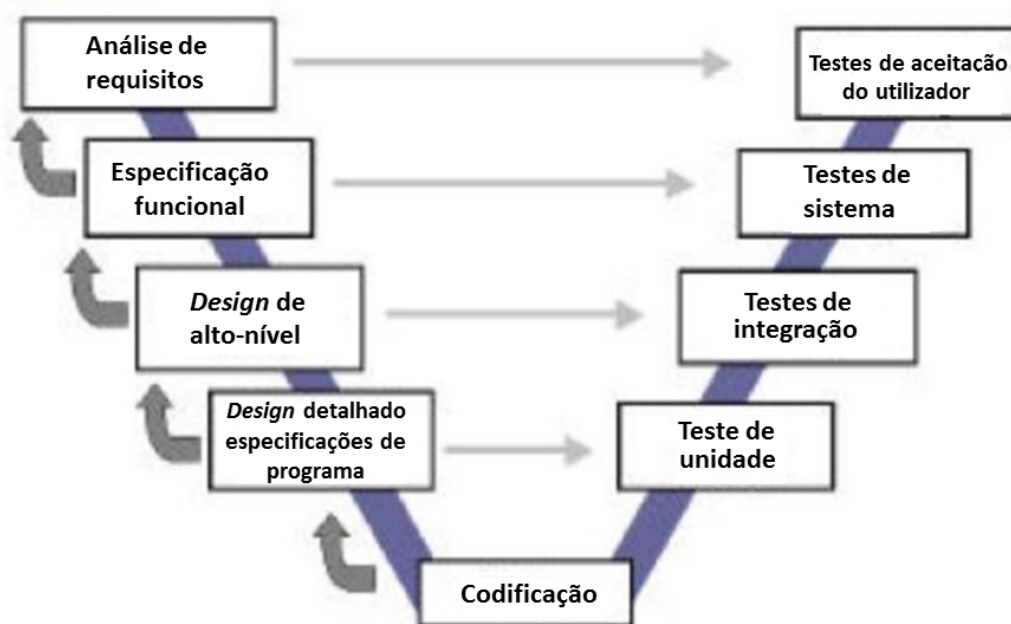 Análise de
requisitos
Testes de aceitação
do utilizador
Especificação
funcional
Testes de
sistema
Design de
alto-nível
Testes de
integração
Design detalhado
especificações de
programa
Teste de
unidade
Codificação